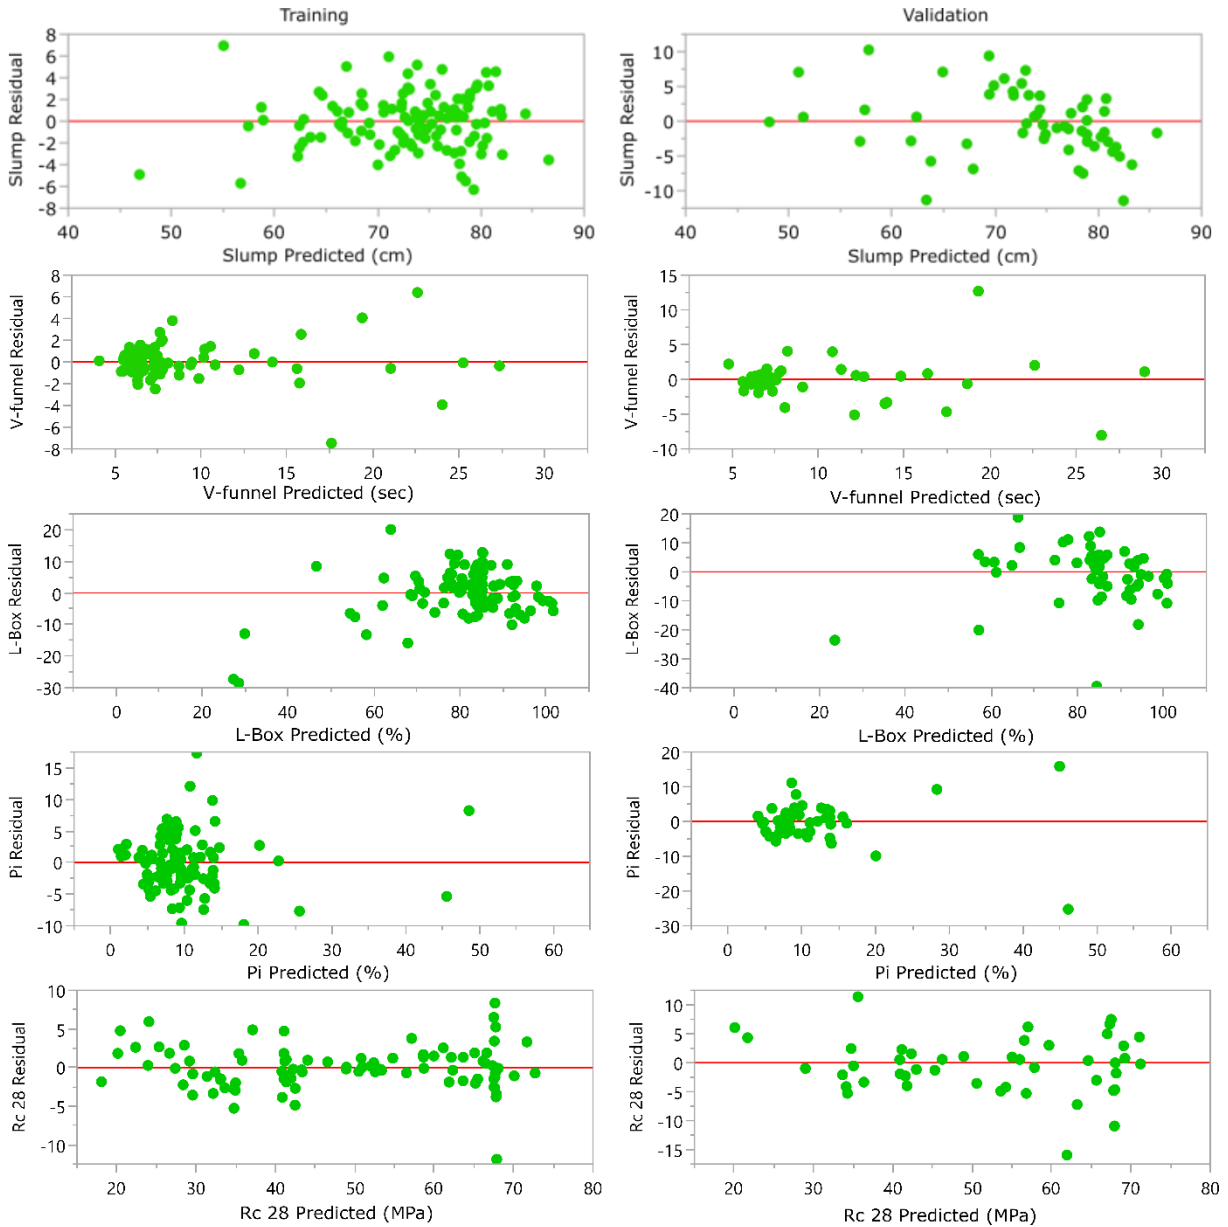 Training
Validation
Slump Residual
8
6
4
2
0
-2
-4
-6
-8
40 50 60 70 80 90
Slump Predicted (cm)
Slump Residual
10
5
0
-5
-10
40 50 60 70 80 90
Slump Predicted (cm)
V-funnel Residual
8
6
4
2
0
-2
-4
-6
-8
5 10 15 20 25 30
V-funnel Predicted (sec)
V-funnel Residual
15
10
5
0
-5
-10
5 10 15 20 25 30
V-funnel Predicted (sec)
L-Box Residual
20
10
0
-10
-20
-30
0 20 40 60 80 100
L-Box Predicted (%)
L-Box Residual
20
10
0
-10
-20
-30
-40
0 20 40 60 80 100
L-Box Predicted (%)
Pi Residual
15
10
5
0
-5
-10
0 10 20 30 40 50 60
Pi Predicted (%)
Pi Residual
20
10
0
-10
-20
-30
0 10 20 30 40 50 60
Pi Predicted (%)
Rc 28 Residual
10
5
0
-5
-10
20 30 40 50 60 70 80
Rc 28 Predicted (MPa)
Rc 28 Residual
10
5
0
-5
-10
-15
20 30 40 50 60 70 80
Rc 28 Predicted (MPa)